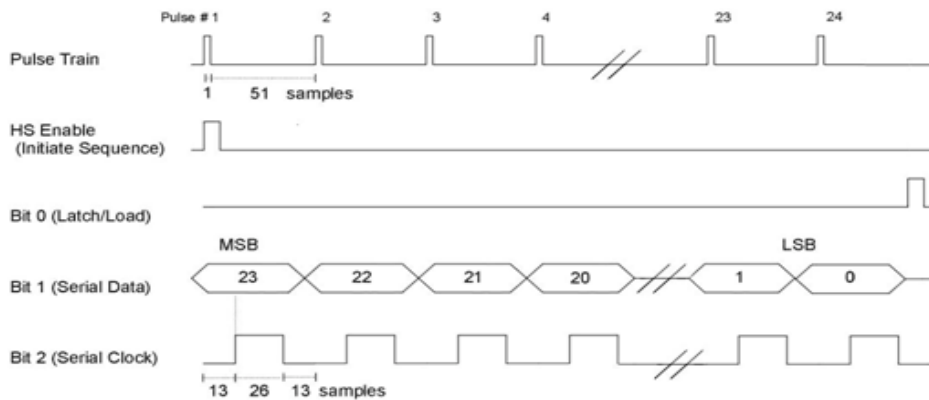 Pulse # 1 2 3 4 23 24
Pulse Train
1 51 samples
HS Enable
(Initiate Sequence)
Bit 0 (Latch/Load)
MSB LSB
Bit 1 (Serial Data) 23 22 21 20 1 0
Bit 2 (Serial Clock)
13 26 13 samples